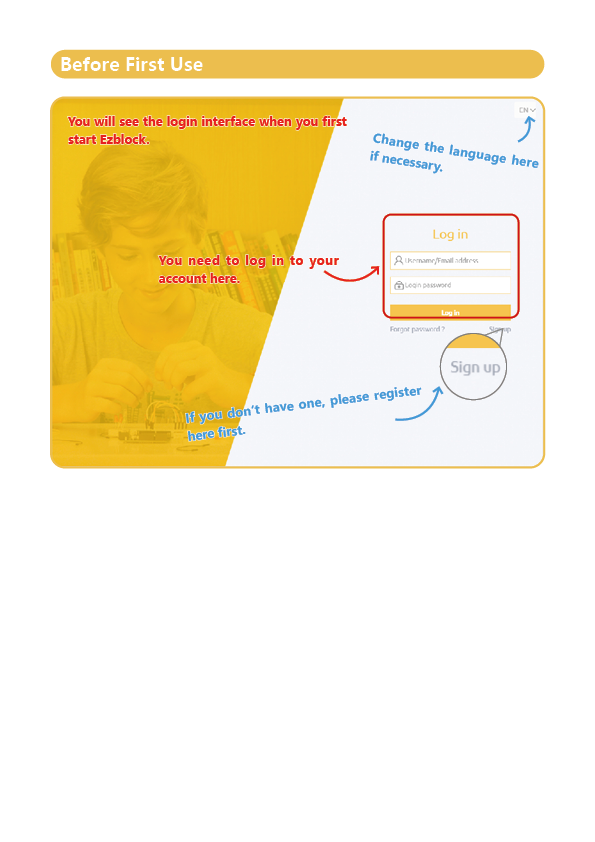 Before First Use
You will see the login interface when you first
start Ezblock.
CN
Change the language here
if necessary.
Log in
You need to log in to your
account here.
Username/Email address
Login password
Log in
Forgot password ?
Sign up
Sign up
If you don't have one, please register
here first.